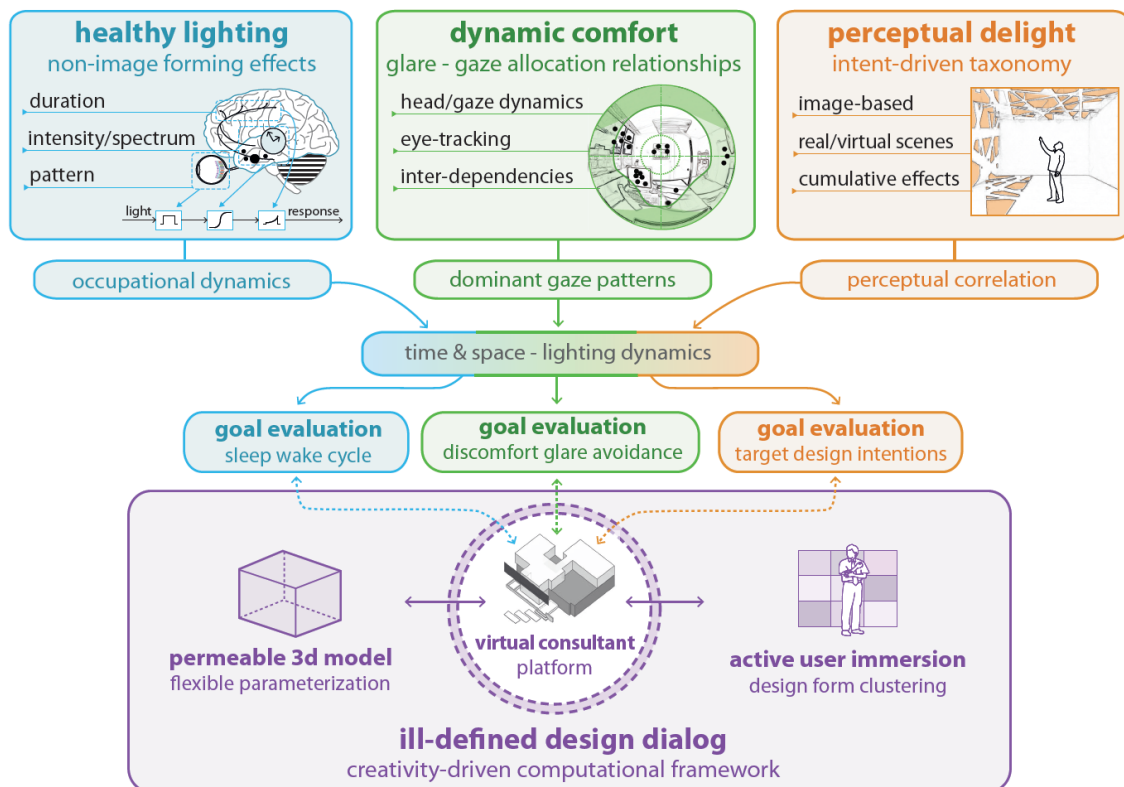 healthy lighting
non-image forming effects
duration
intensity/spectrum
pattern
light
response
dynamic comfort
glare - gaze allocation relationships
head/gaze dynamics
eye-tracking
inter-dependencies
perceptual delight
intent-driven taxonomy
image-based
real/virtual scenes
cumulative effects
occupational dynamics
dominant gaze patterns
perceptual correlation
time & space - lighting dynamics
goal evaluation
sleep wake cycle
goal evaluation
discomfort glare avoidance
goal evaluation
target design intentions
permeable 3d model
flexible parameterization
virtual consultant
platform
active user immersion
design form clustering
ill-defined design dialog
creativity-driven computational framework